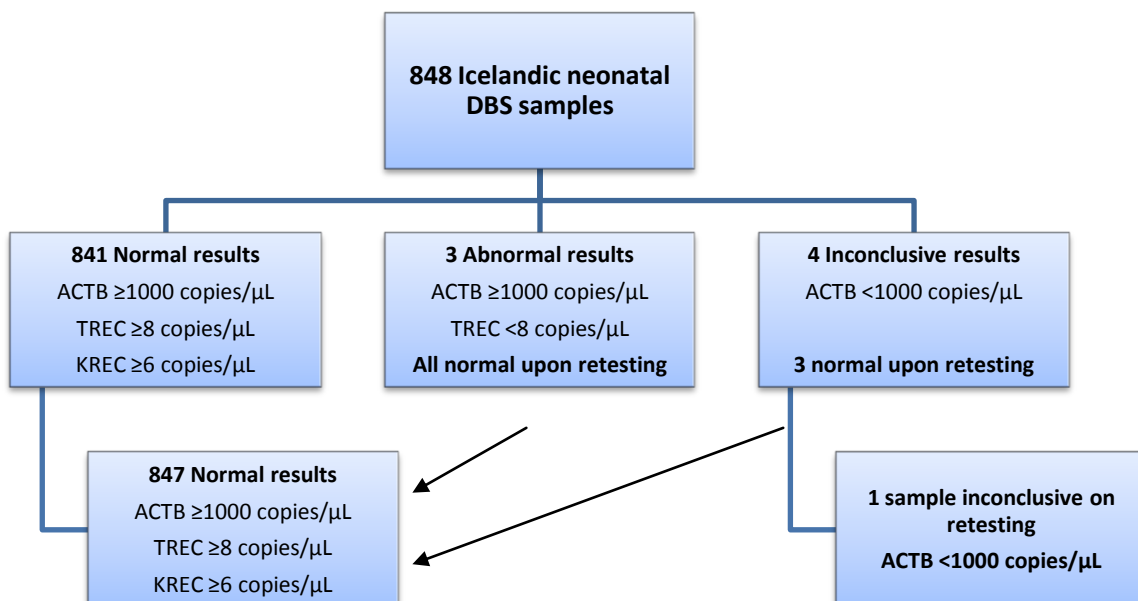 848 Icelandic neonatal
DBS samples
841 Normal results
ACTB ≥1000 copies/µL
TREC ≥8 copies/µL
KREC ≥6 copies/µL
3 Abnormal results
ACTB ≥1000 copies/µL
TREC <8 copies/µL
All normal upon retesting
4 Inconclusive results
ACTB <1000 copies/µL
3 normal upon retesting
847 Normal results
ACTB ≥1000 copies/µL
TREC ≥8 copies/µL
KREC ≥6 copies/µL
1 sample inconclusive on
retesting
ACTB <1000 copies/µL